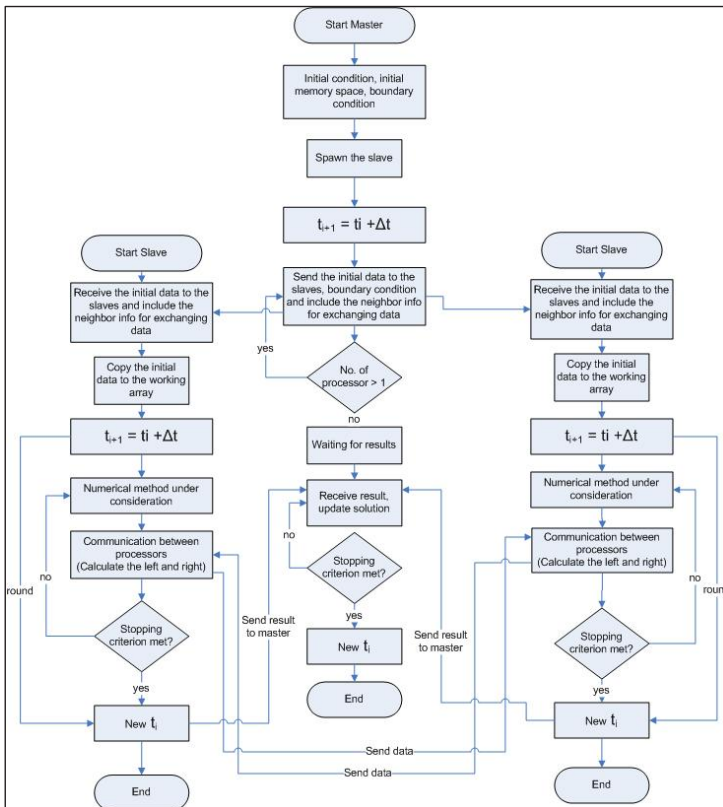 Start Master
Initial condition, initial
memory space, boundary
condition
Spawn the slave
tᵢ₊₁ = ti +Δt
Send the initial data to the
slaves, boundary condition
and include the neighbor info
for exchanging data
yes
No. of
processor > 1
no
Waiting for results
Receive result,
update solution
no
Stopping
criterion met?
yes
New tᵢ
End
Start Slave
Receive the initial data to the
slaves and include the
neighbor info for exchanging
data
Copy the initial
data to the working
array
tᵢ₊₁ = ti +Δt
Numerical method under
consideration
Communication between
processors
(Calculate the left and right)
no
round
Stopping
criterion met?
yes
New tᵢ
End
Send result
to master
Start Slave
Receive the initial data to the
slaves and include the
neighbor info for exchanging
data
Copy the initial
data to the working
array
tᵢ₊₁ = ti +Δt
Numerical method under
consideration
Communication between
processors
(Calculate the left and right)
no
roun
Stopping
criterion met?
yes
New tᵢ
End
Send result
to master
Send data
Send data